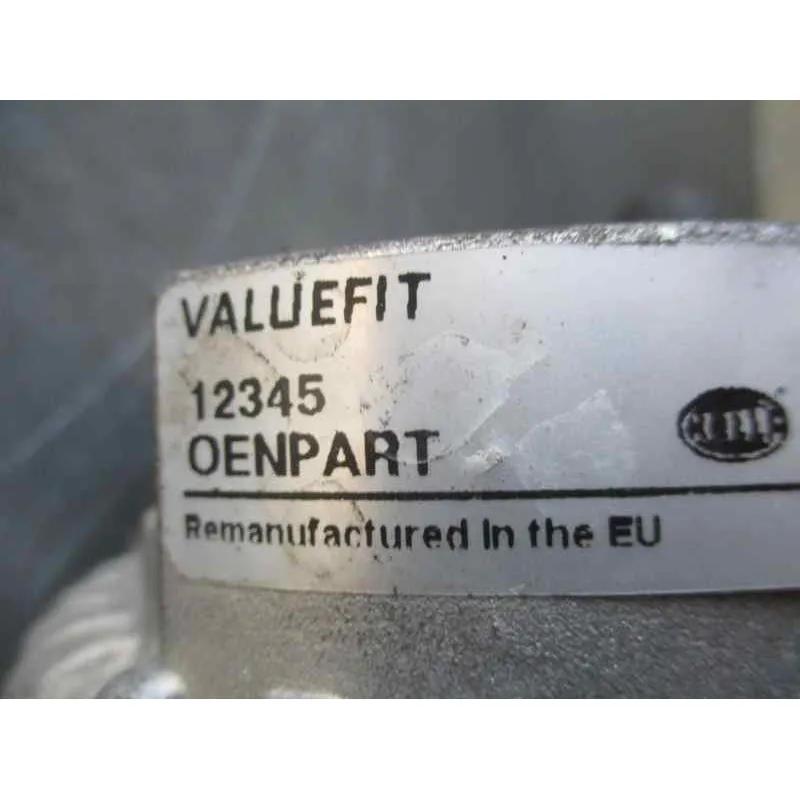 VALUEFIT
12345
OENPART
Remanufactured In the EU